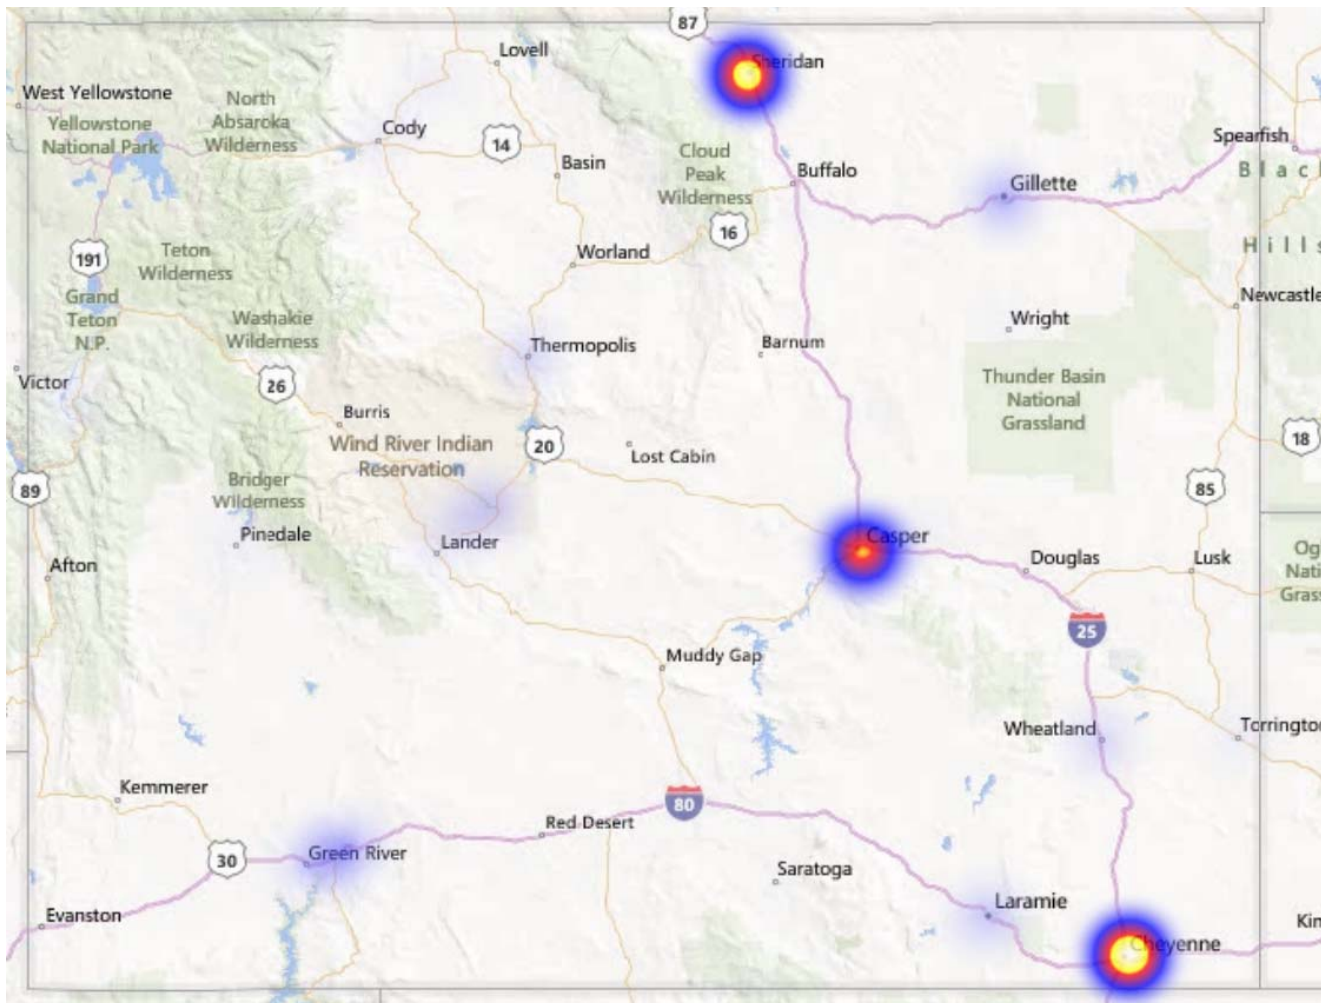 87
Lovell
Sheridan
West Yellowstone
North
Absaroka
Wilderness
Yellowstone
National Park
Cody
14
Spearfish
Basin
Cloud
Peak
Wilderness
Buffalo
Gillette
Black
16
191
Teton
Wilderness
Worland
Hills
Grand
Teton
N.P.
Newcastle
Washakie
Wilderness
Wright
Thermopolis
Barnum
Victor
26
Thunder Basin
National
Grassland
Burris
Wind River Indian
Reservation
20
Lost Cabin
18
89
Bridger
Wilderness
85
Pinedale
Lander
Casper
Afton
Douglas
Lusk
Og
Nati
Grass
25
Muddy Gap
Wheatland
Torrington
Kemmerer
80
Red Desert
30
Green River
Saratoga
Evanston
Laramie
Kin
Cheyenne